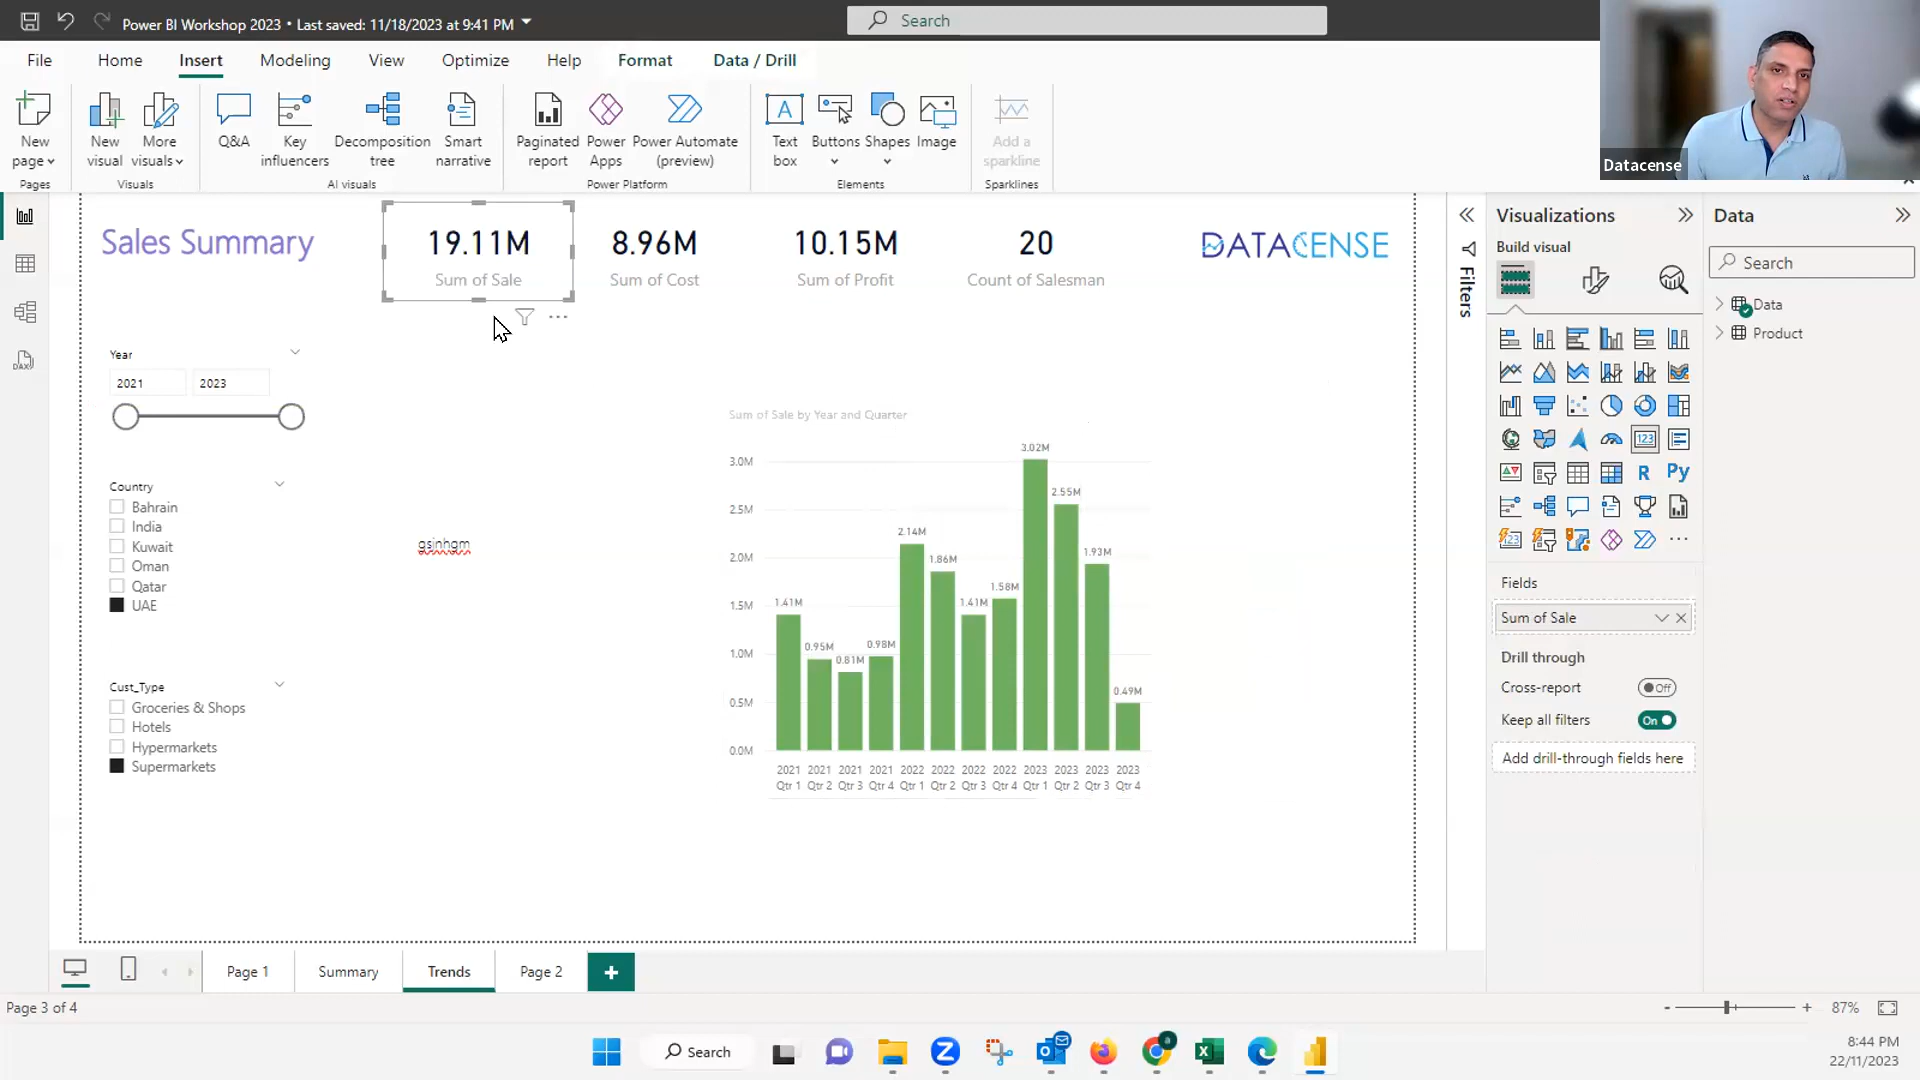 Power BI Workshop 2023 • Last saved: 11/18/2023 at 9:41 PM
Search
File Home Insert Modeling View Optimize Help Format Data / Drill
New page
New visual
More visuals
Q&A
Key influencers
Decomposition tree
Smart narrative
Paginated report
Power Apps
Power Automate (preview)
A
Text box
Buttons
Shapes
Image
Add a sparkline
Pages
Visuals
AI visuals
Power Platform
Elements
Sparklines
Datacense
Sales Summary
19.11M
Sum of Sale
8.96M
Sum of Cost
10.15M
Sum of Profit
20
Count of Salesman
DATACENSE
Year
2021 2023
Country
Bahrain
India
Kuwait
Oman
Qatar
UAE
Cust_Type
Groceries & Shops
Hotels
Hypermarkets
Supermarkets
gsinhgm
Sum of Sale by Year and Quarter
3.0M
2.5M
2.0M
1.5M
1.0M
0.5M
0.0M
1.41M
0.95M
0.81M
0.98M
2.14M
1.86M
1.41M
1.58M
3.02M
2.55M
1.93M
0.49M
2021 2021 2021 2021 2022 2022 2022 2022 2023 2023 2023 2023
Qtr 1 Qtr 2 Qtr 3 Qtr 4 Qtr 1 Qtr 2 Qtr 3 Qtr 4 Qtr 1 Qtr 2 Qtr 3 Qtr 4
DAX
Filters
Visualizations
Build visual
123
R Py
123
Fields
Sum of Sale
Drill through
Cross-report Off
Keep all filters On
Add drill-through fields here
Data
Search
Data
Product
Page 1 Summary Trends Page 2 +
Page 3 of 4
- + 87%
Search
8:44 PM
22/11/2023